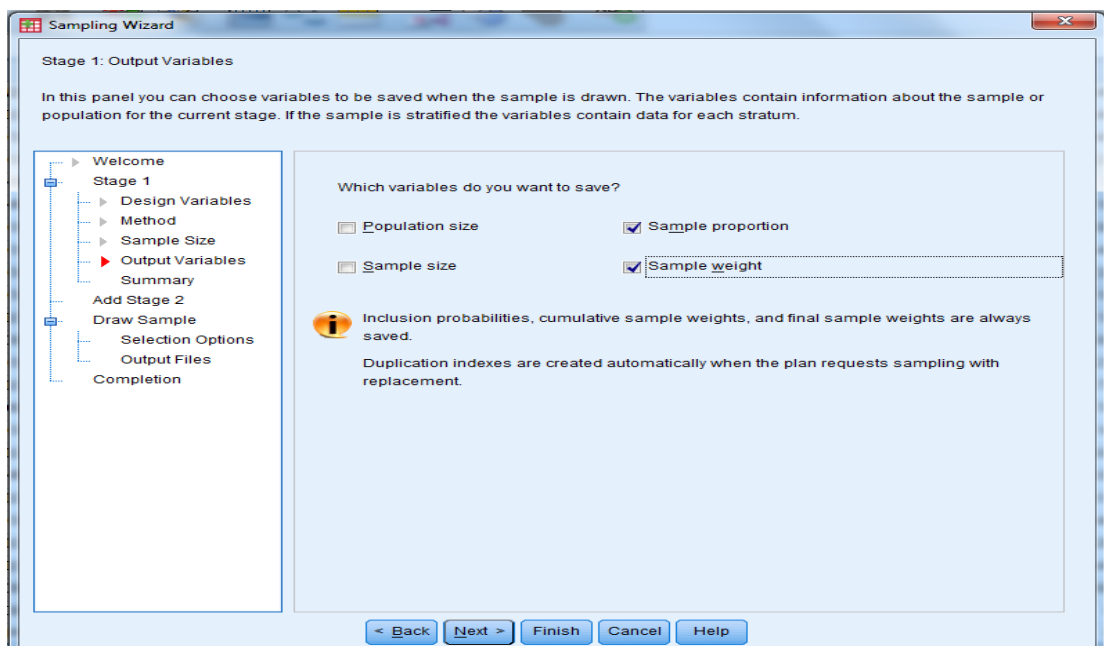 Sampling Wizard
Stage 1: Output Variables
In this panel you can choose variables to be saved when the sample is drawn. The variables contain information about the sample or
population for the current stage. If the sample is stratified the variables contain data for each stratum.
Welcome
Stage 1
Design Variables
Method
Sample Size
Output Variables
Summary
Add Stage 2
Draw Sample
Selection Options
Output Files
Completion
Which variables do you want to save?
Population size
Sample proportion
Sample size
Sample weight
Inclusion probabilities, cumulative sample weights, and final sample weights are always
saved.
Duplication indexes are created automatically when the plan requests sampling with
replacement.
< Back
Next >
Finish
Cancel
Help